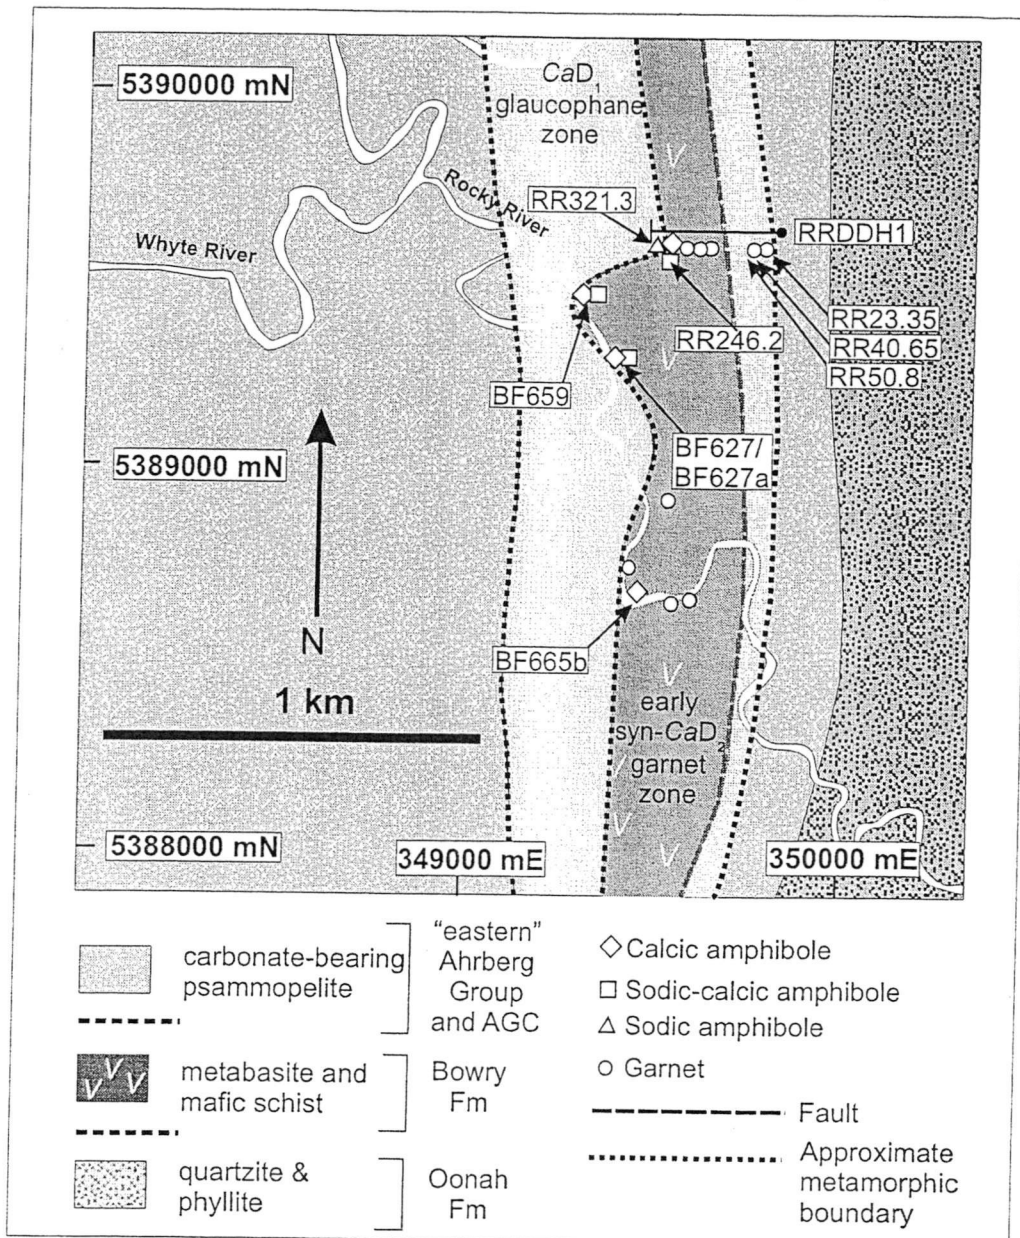 5390000 mN
CaD1
glaucophane
zone
Rocky River
RR321.3
RRDDH1
Whyte River
RR23.35
RR246.2
RR40.65
RR50.8
BF659
BF627/
BF627a
5389000 mN
N
BF665b
1 km
early
syn-CaD2
garnet
zone
5388000 mN
349000 mE
350000 mE
carbonate-bearing
psammopelite
"eastern"
Ahrberg
Group
and AGC
metabasite and
mafic schist
Bowry
Fm
quartzite &
phyllite
Oonah
Fm
Calcic amphibole
Sodic-calcic amphibole
Sodic amphibole
Garnet
Fault
Approximate
metamorphic
boundary